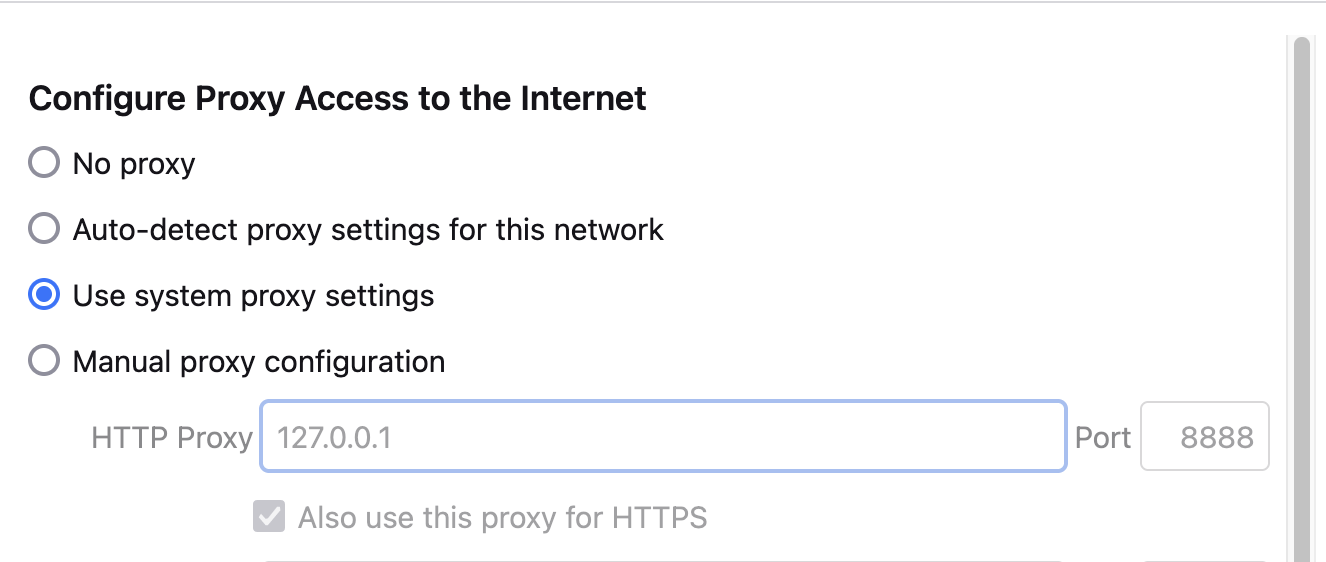 Configure Proxy Access to the Internet
No proxy
Auto-detect proxy settings for this network
Use system proxy settings
Manual proxy configuration
HTTP Proxy 127.0.0.1 Port 8888
Also use this proxy for HTTPS